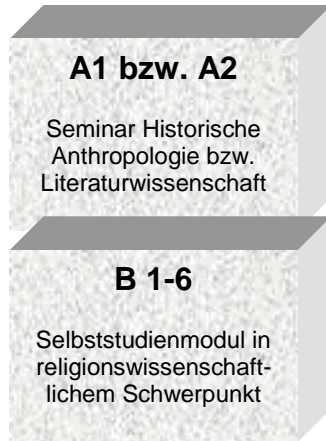 A1 bzw. A2
Seminar Historische
Anthropologie bzw.
Literaturwissenschaft
B 1-6
Selbststudienmodul in
religionswissenschaft-
lichem Schwerpunkt